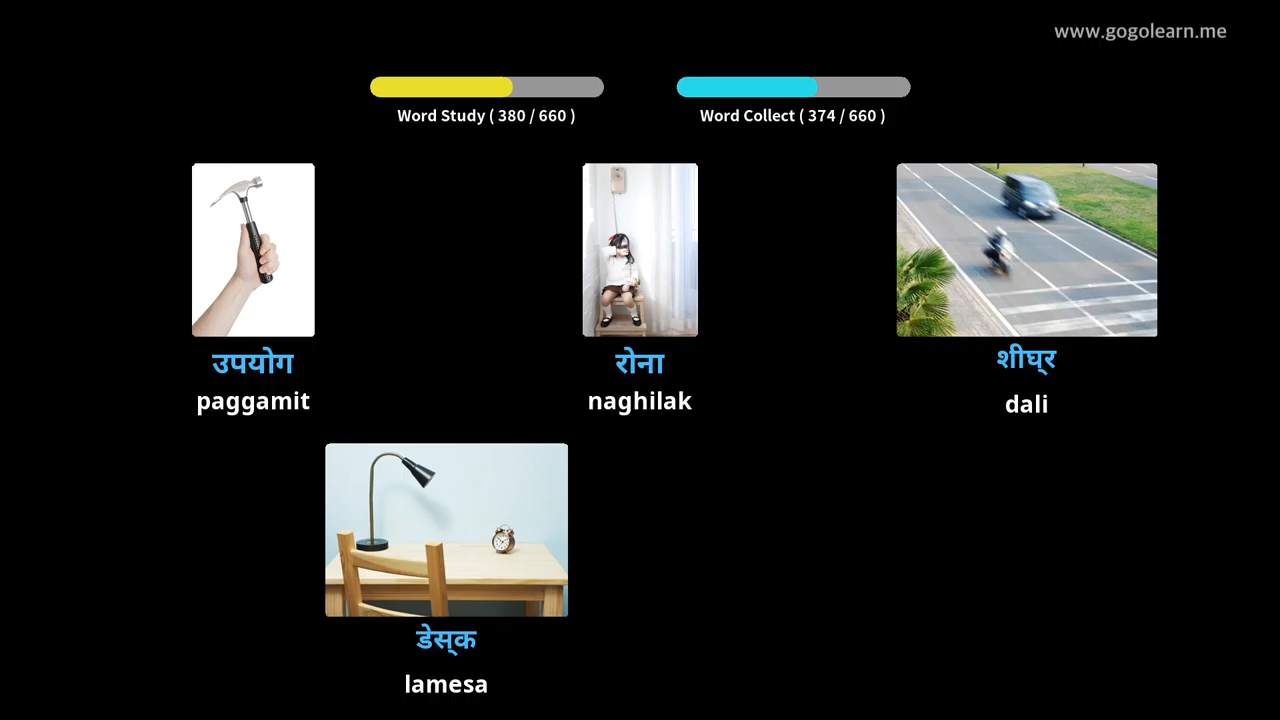 www.gogolearn.me
Word Study ( 380 / 660 )
Word Collect ( 374 / 660 )
उपयोग
paggamit
रोना
naghilak
शीघ्र
dali
डेस्क
lamesa